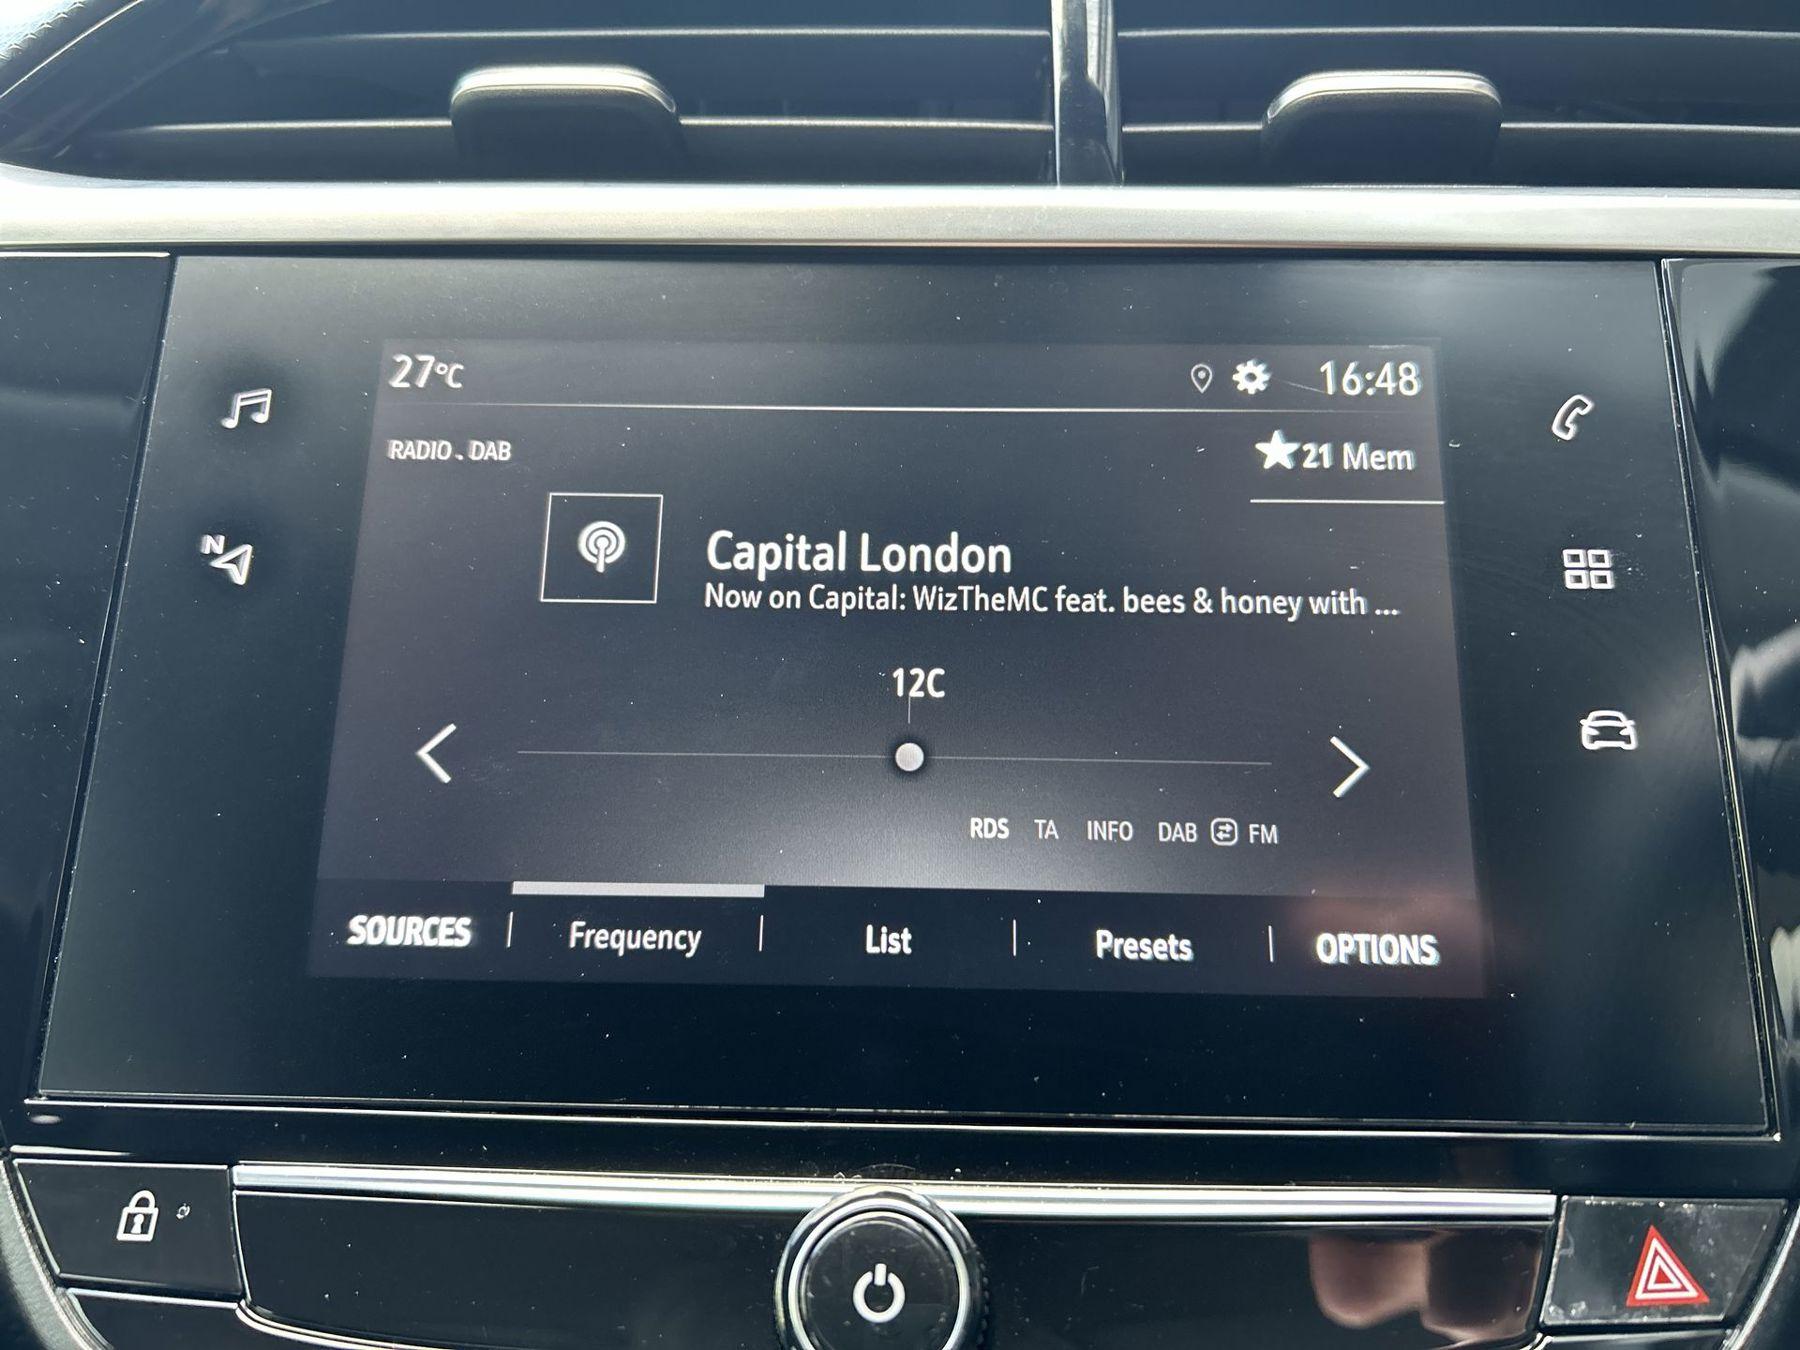 27°C 16:48
RADIO . DAB ★21 Mem
N
Capital London
Now on Capital: WizTheMC feat. bees & honey with ...
12C
RDS TA INFO DAB FM
SOURCES Frequency List Presets OPTIONS